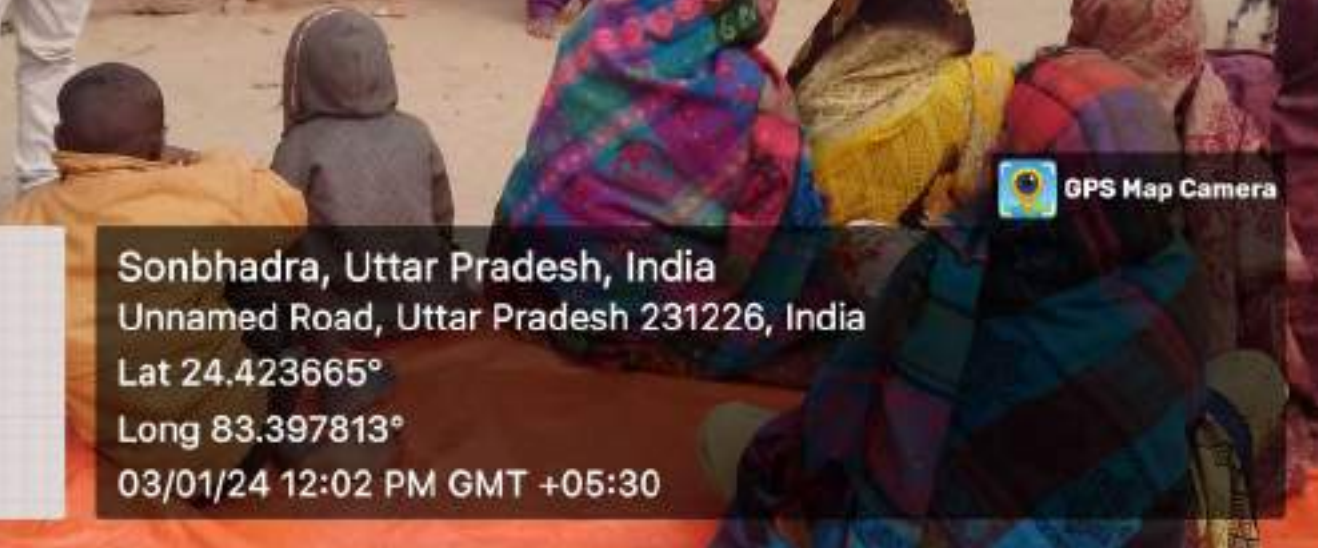 GPS Map Camera
Sonbhadra, Uttar Pradesh, India
Unnamed Road, Uttar Pradesh 231226, India
Lat 24.423665°
Long 83.397813°
03/01/24 12:02 PM GMT +05:30